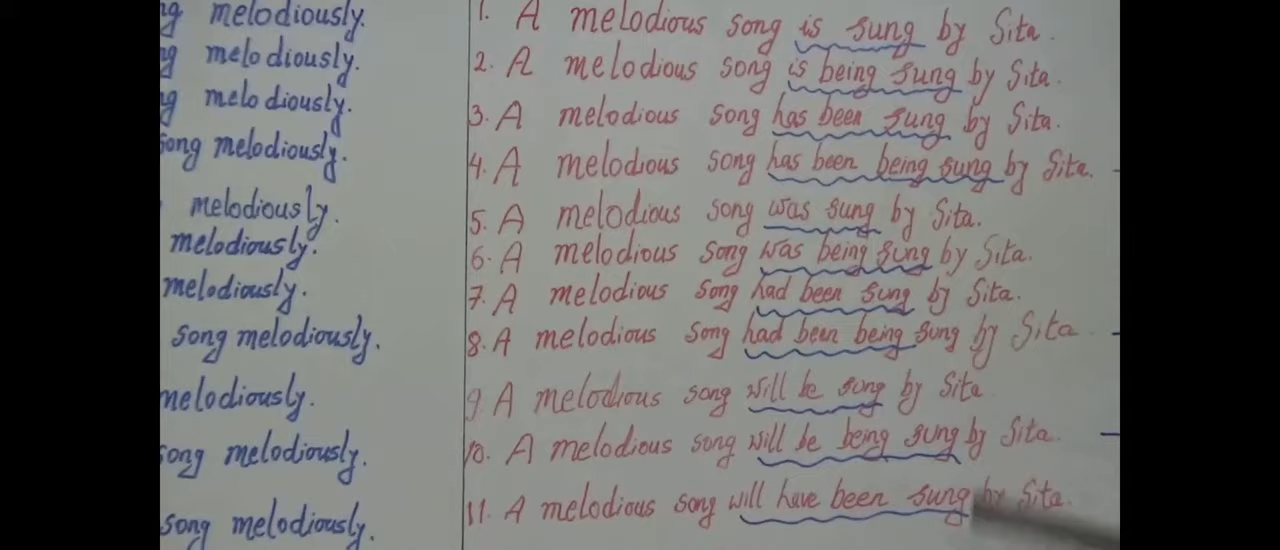 melodiously.
1. A melodious song is sung by Sita.
melodiously.
2. A melodious song is being sung by Sita.
melodiously.
3. A melodious song has been sung by Sita.
song melodiously.
4. A melodious song has been being sung by Sita.
melodiously.
5. A melodious song was sung by Sita.
melodiously.
6. A melodious song was being sung by Sita.
melodiously.
7. A melodious song had been sung by Sita.
song melodiously.
8. A melodious song had been being sung by Sita
melodiously.
9. A melodious song will be sung by Sita
song melodiously.
10. A melodious song will be being sung by Sita.
song melodiously.
11. A melodious song will have been sung by Sita.